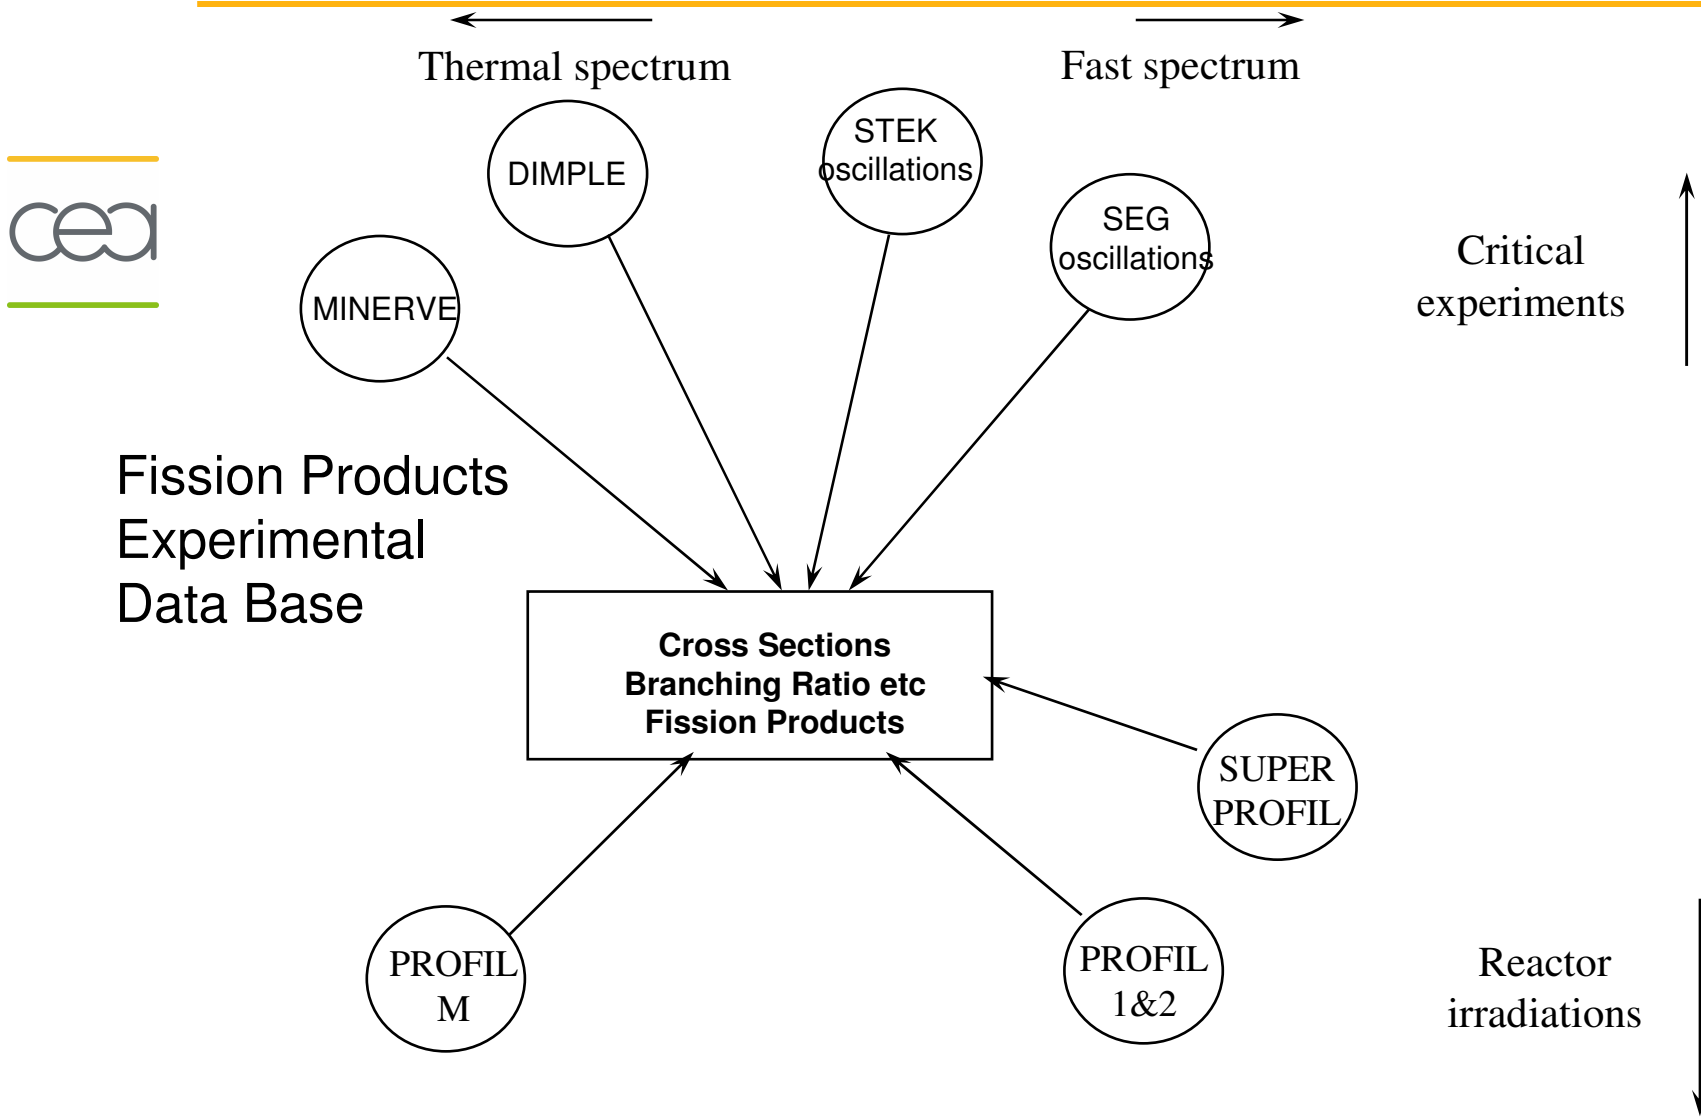 Thermal spectrum
Fast spectrum
DIMPLE
STEK
oscillations
SEG
oscillations
MINERVE
cea
Critical
experiments
Fission Products
Experimental
Data Base
Cross Sections
Branching Ratio etc
Fission Products
SUPER
PROFIL
PROFIL
M
PROFIL
1&2
Reactor
irradiations